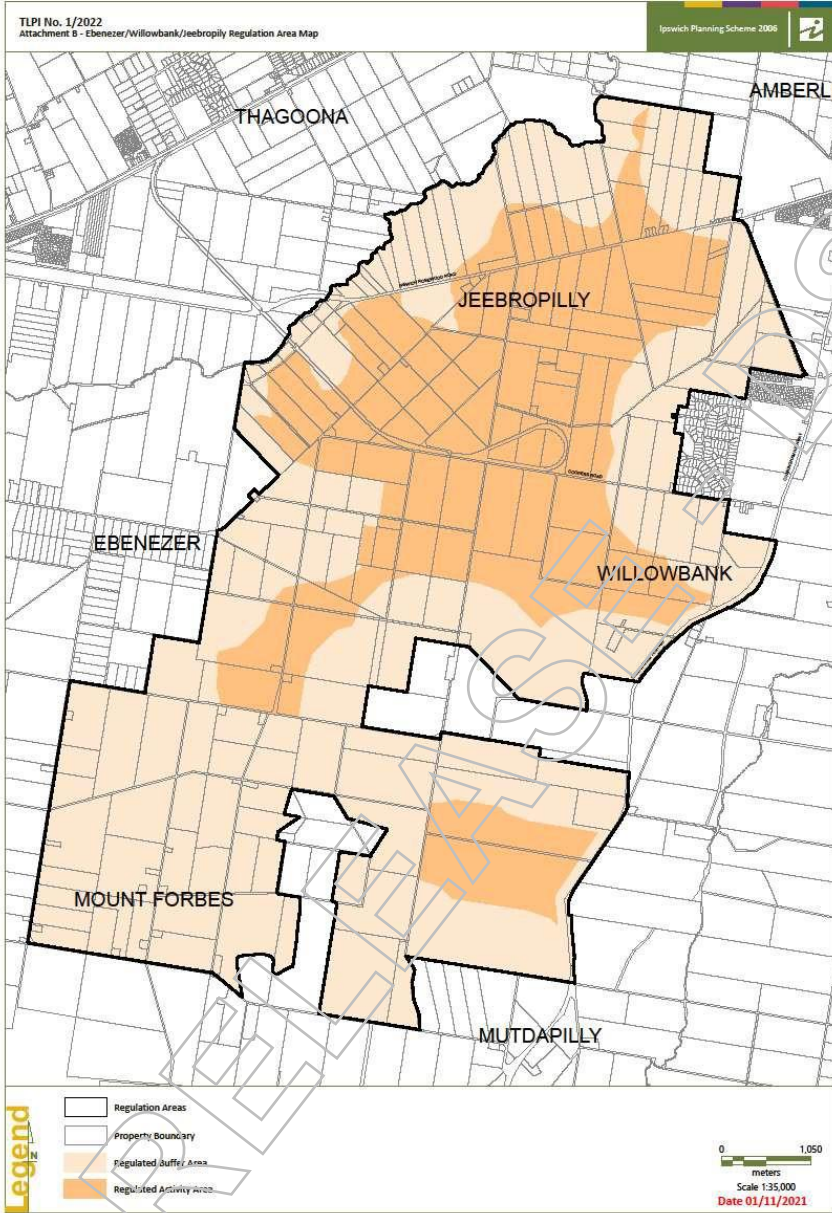 TLPI No. 1/2022
Attachment B - Ebenezer/Willowbank/Jeebropily Regulation Area Map
Ipswich Planning Scheme 2006
AMBERL
THAGOONA
JEEBROPILLY
EBENEZER
WILLOWBANK
MOUNT FORBES
MUTDAPILLY
RELEASE
Legend
N
Regulation Areas
Property Boundary
Regulated Buffer Area
Regulated Activity Area
0 1,050
meters
Scale 1:35,000
Date 01/11/2021